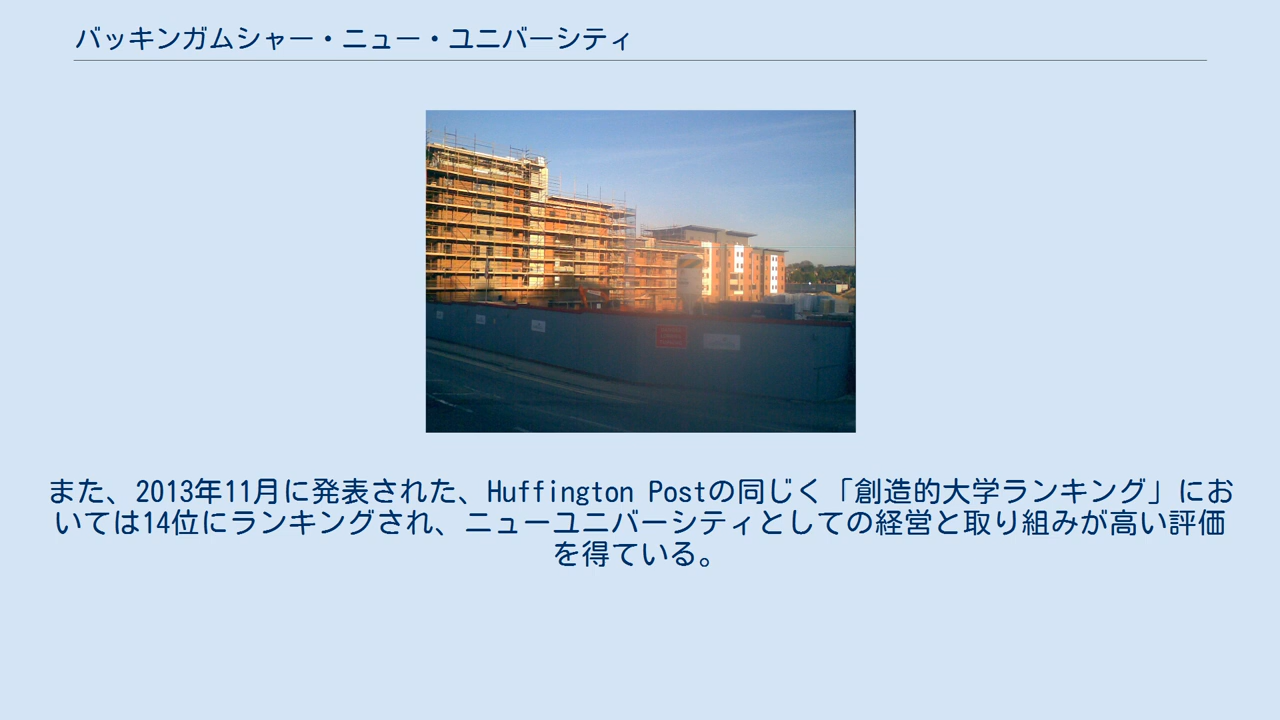 バッキンガムシャー・ニュー・ユニバーシティ
また、2013年11月に発表された、Huffington Postの同じく「創造的大学ランキング」にお
いては14位にランキングされ、ニューユニバーシティとしての経営と取り組みが高い評価
を得ている。